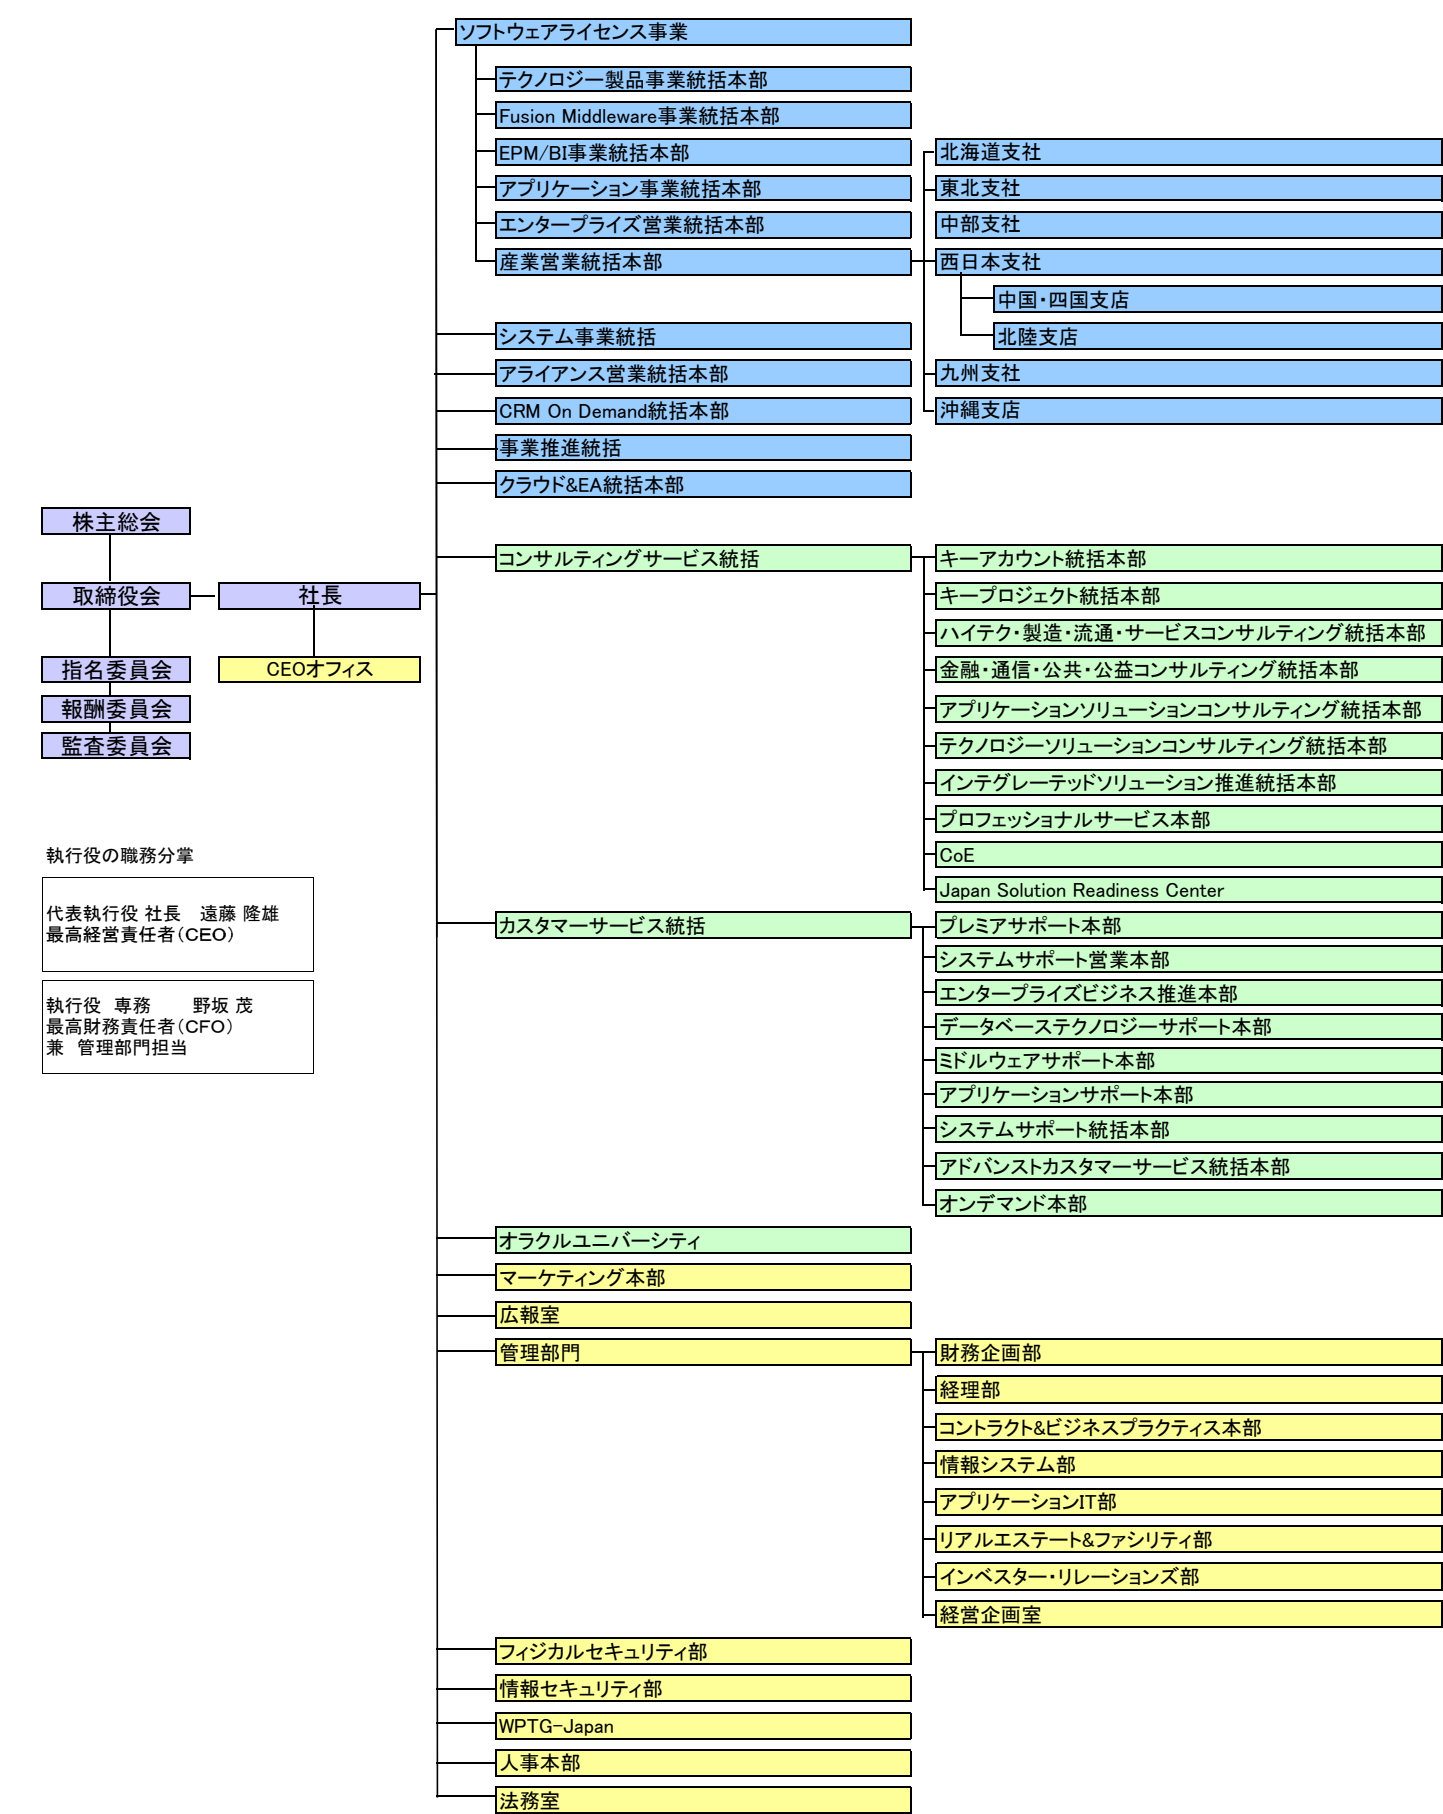 ソフトウェアライセンス事業
テクノロジー製品事業統括本部
Fusion Middleware事業統括本部
EPM/BI事業統括本部
アプリケーション事業統括本部
エンタープライズ営業統括本部
産業営業統括本部
北海道支社
東北支社
中部支社
西日本支社
中国・四国支店
北陸支店
九州支社
沖縄支店
システム事業統括
アライアンス営業統括本部
CRM On Demand統括本部
事業推進統括
クラウド&EA統括本部
株主総会
取締役会
社長
指名委員会
CEOオフィス
報酬委員会
監査委員会
コンサルティングサービス統括
キーアカウント統括本部
キープロジェクト統括本部
ハイテク・製造・流通・サービスコンサルティング統括本部
金融・通信・公共・公益コンサルティング統括本部
アプリケーションソリューションコンサルティング統括本部
テクノロジーソリューションコンサルティング統括本部
インテグレーテッドソリューション推進統括本部
プロフェッショナルサービス本部
CoE
Japan Solution Readiness Center
執行役の職務分掌
代表執行役 社長　遠藤 隆雄
最高経営責任者(CEO)
執行役　専務　　野坂 茂
最高財務責任者(CFO)
兼　管理部門担当
カスタマーサービス統括
プレミアサポート本部
システムサポート営業本部
エンタープライズビジネス推進本部
データベーステクノロジーサポート本部
ミドルウェアサポート本部
アプリケーションサポート本部
システムサポート統括本部
アドバンストカスタマーサービス統括本部
オンデマンド本部
オラクルユニバーシティ
マーケティング本部
広報室
管理部門
財務企画部
経理部
コントラクト&ビジネスプラクティス本部
情報システム部
アプリケーションIT部
リアルエステート&ファシリティ部
インベスター・リレーションズ部
経営企画室
フィジカルセキュリティ部
情報セキュリティ部
WPTG-Japan
人事本部
法務室